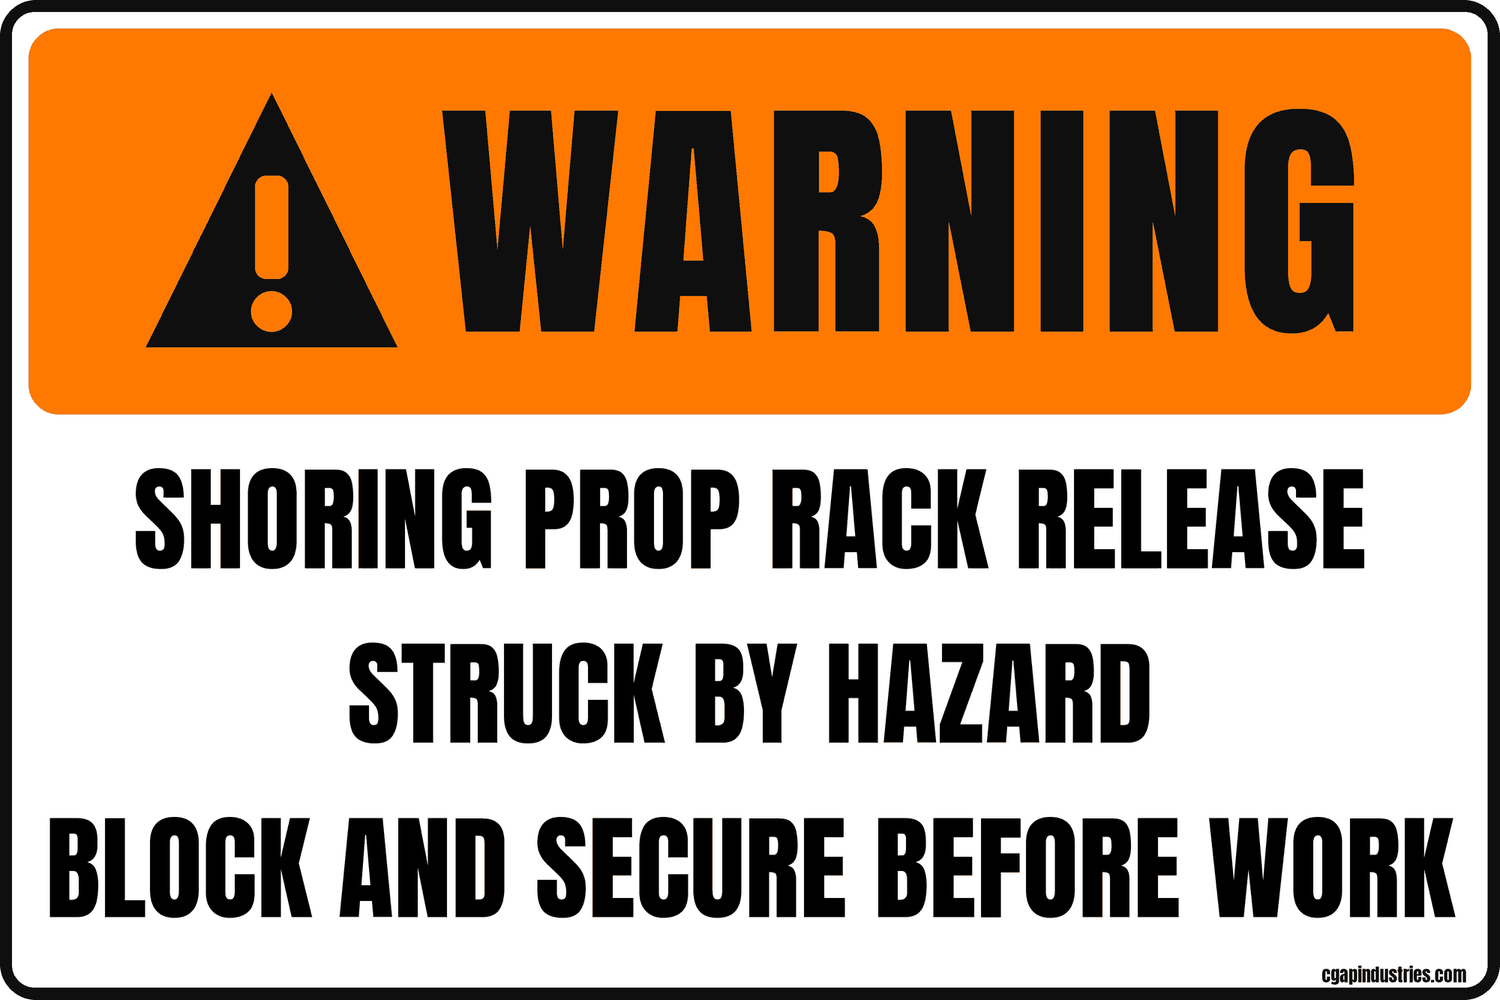 WARNING
SHORING PROP RACK RELEASE
STRUCK BY HAZARD
BLOCK AND SECURE BEFORE WORK
cgapindustries.com